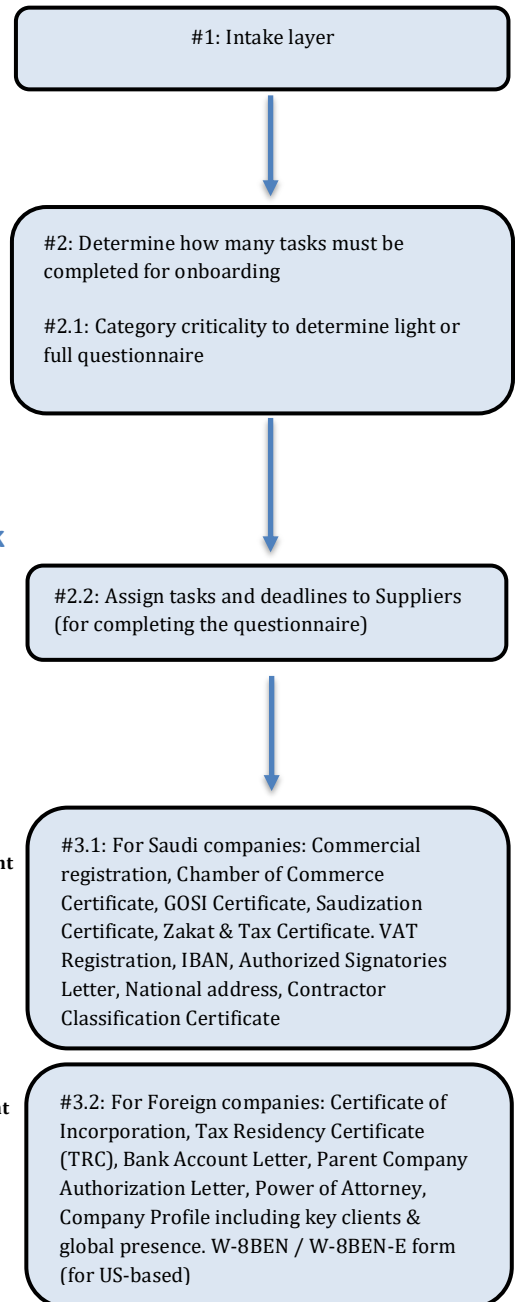 #1: Intake layer
#2: Determine how many tasks must be
completed for onboarding
#2.1: Category criticality to determine light or
full questionnaire
#2.2: Assign tasks and deadlines to Suppliers
(for completing the questionnaire)
#3.1: For Saudi companies: Commercial
registration, Chamber of Commerce
Certificate, GOSI Certificate, Saudization
Certificate, Zakat & Tax Certificate. VAT
Registration, IBAN, Authorized Signatories
Letter, National address, Contractor
Classification Certificate
#3.2: For Foreign companies: Certificate of
Incorporation, Tax Residency Certificate
(TRC), Bank Account Letter, Parent Company
Authorization Letter, Power of Attorney,
Company Profile including key clients &
global presence. W-8BEN / W-8BEN-E form
(for US-based)